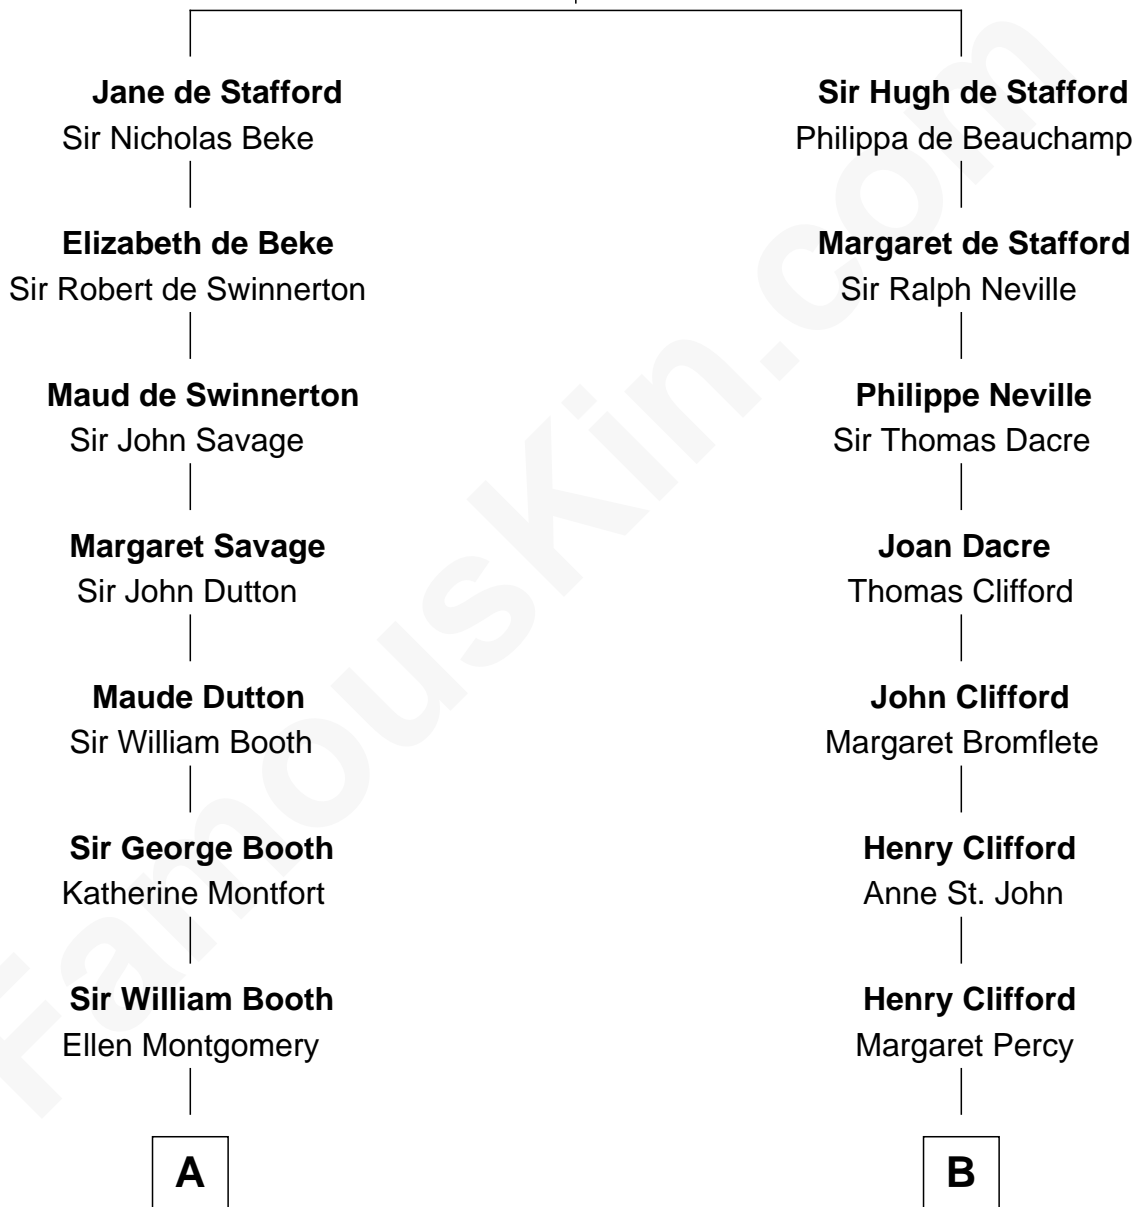 Jane de Stafford
Sir Nicholas Beke
Elizabeth de Beke
Sir Robert de Swinnerton
Maud de Swinnerton
Sir John Savage
Margaret Savage
Sir John Dutton
Maude Dutton
Sir William Booth
Sir George Booth
Katherine Montfort
Sir William Booth
Ellen Montgomery
A
Sir Hugh de Stafford
Philippa de Beauchamp
Margaret de Stafford
Sir Ralph Neville
Philippe Neville
Sir Thomas Dacre
Joan Dacre
Thomas Clifford
John Clifford
Margaret Bromflete
Henry Clifford
Anne St. John
Henry Clifford
Margaret Percy
B
FamousKin.com